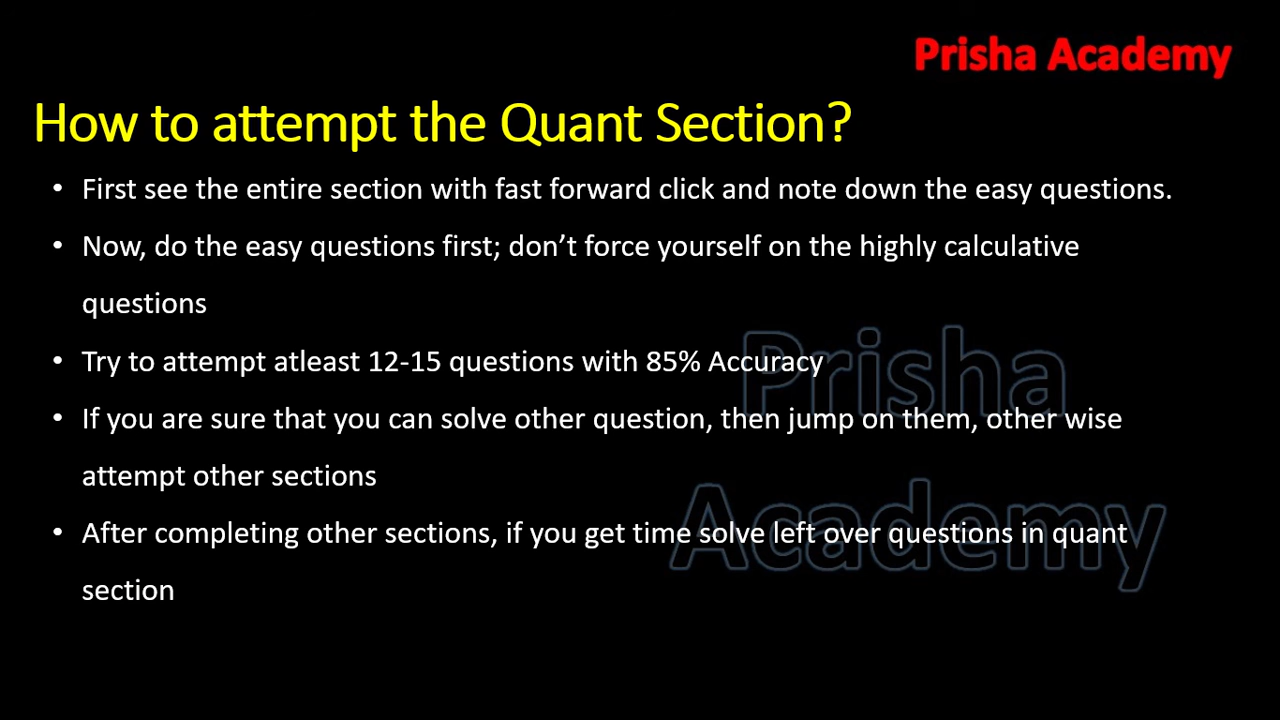 Prisha Academy
How to attempt the Quant Section?
• First see the entire section with fast forward click and note down the easy questions.
• Now, do the easy questions first; don’t force yourself on the highly calculative
questions
• Try to attempt atleast 12-15 questions with 85% Accuracy
• If you are sure that you can solve other question, then jump on them, other wise
attempt other sections
• After completing other sections, if you get time solve left over questions in quant
section
Prisha
Academy